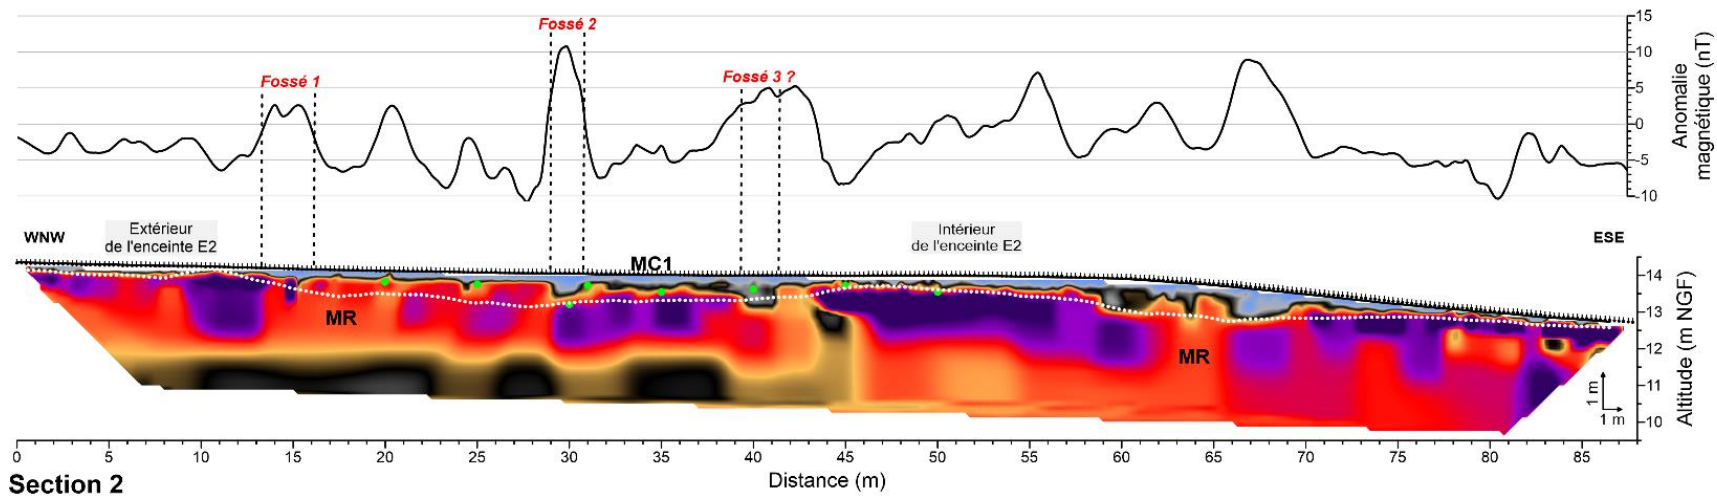 15
10
5
0
-5
-10
Anomalie
magnétique (nT)
Fossé 1
Fossé 2
Fossé 3 ?
WNW
Extérieur
de l'enceinte E2
Intérieur
de l'enceinte E2
ESE
MC1
MR
MR
14
13
12
11
10
Altitude (m NGF)
1 m
1 m
0 5 10 15 20 25 30 35 40 45 50 55 60 65 70 75 80 85
Distance (m)
Section 2